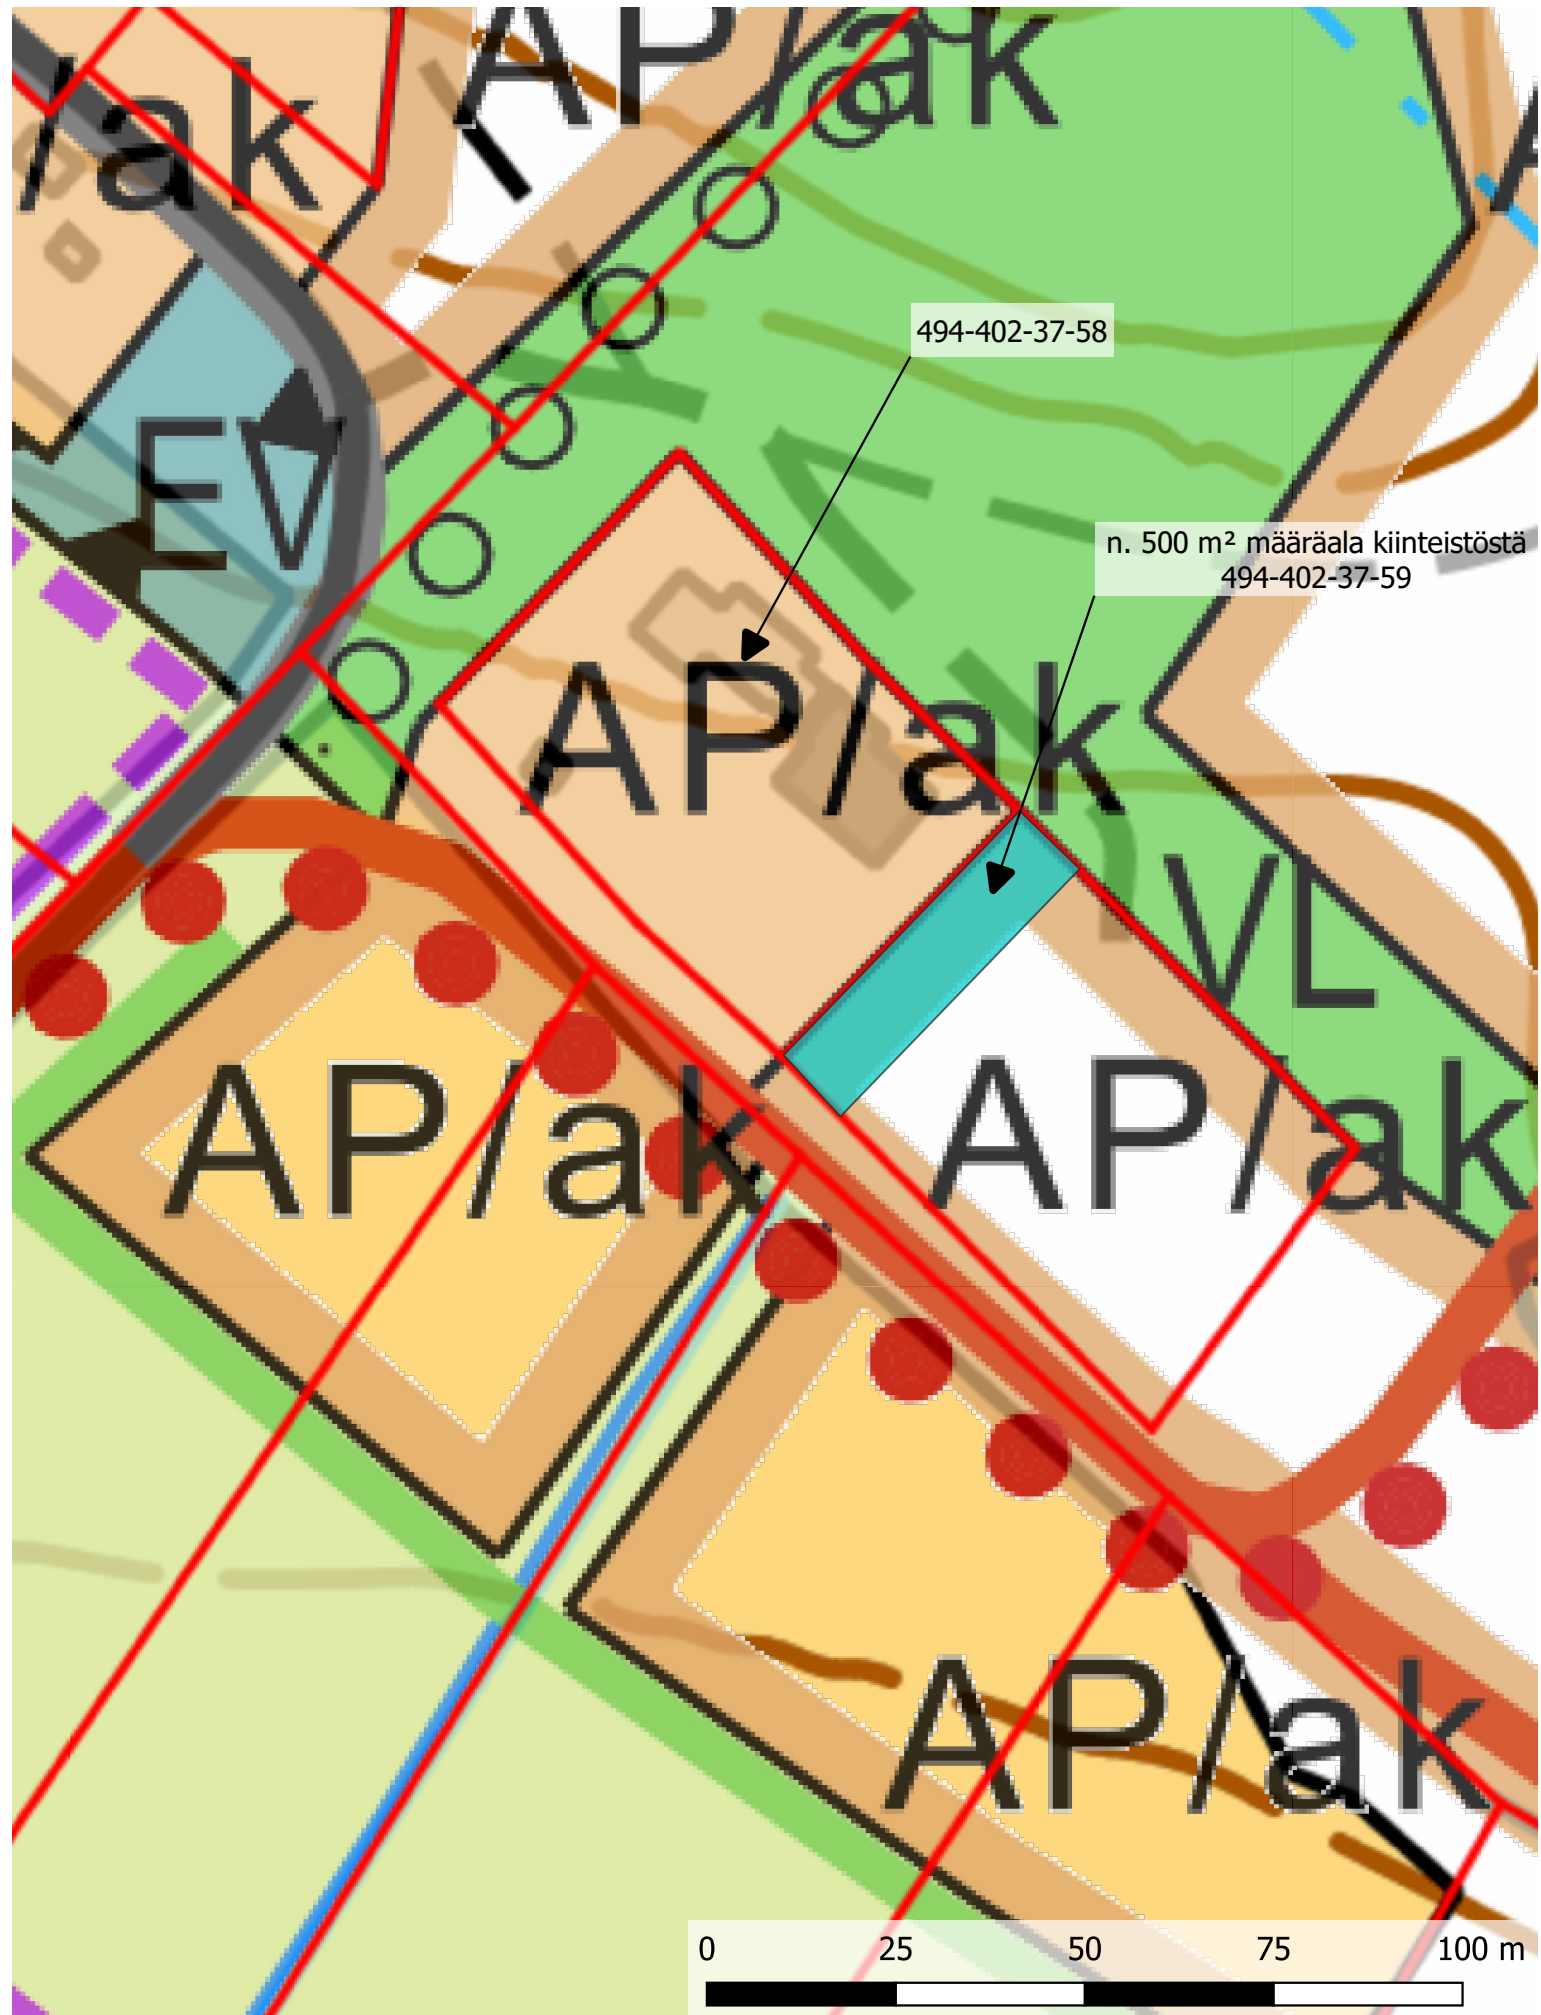 AP/ak
/ak
494-402-37-58
EV
n. 500 m² määräala kiinteistöstä
494-402-37-59
AP/ak
VL
AP/ak
AP/ak
AP/ak
0 25 50 75 100 m